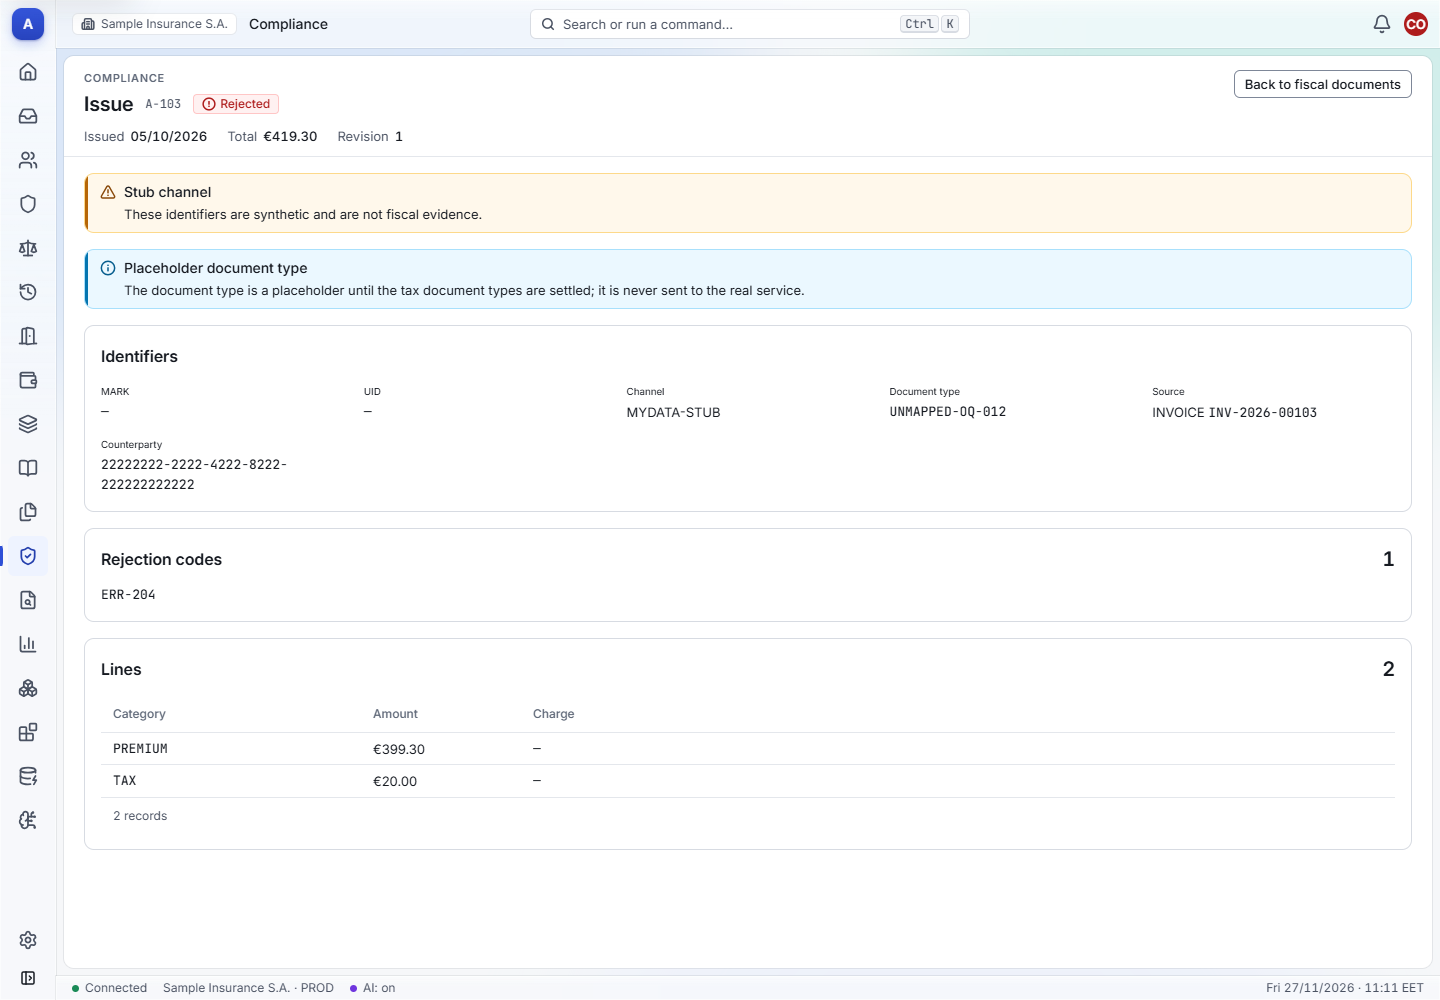 A
Sample Insurance S.A.
Compliance
Search or run a command...
Ctrl K
CO
COMPLIANCE
Issue A-103 Rejected
Back to fiscal documents
Issued 05/10/2026 Total €419.30 Revision 1
Stub channel
These identifiers are synthetic and are not fiscal evidence.
Placeholder document type
The document type is a placeholder until the tax document types are settled; it is never sent to the real service.
Identifiers
MARK UID Channel Document type Source
— — MYDATA-STUB UNMAPPED-OQ-012 INVOICE INV-2026-00103
Counterparty
22222222-2222-4222-8222-
222222222222
Rejection codes 1
ERR-204
Lines 2
Category Amount Charge
PREMIUM €399.30 —
TAX €20.00 —
2 records
Connected Sample Insurance S.A. · PROD AI: on Fri 27/11/2026 · 11:11 EET